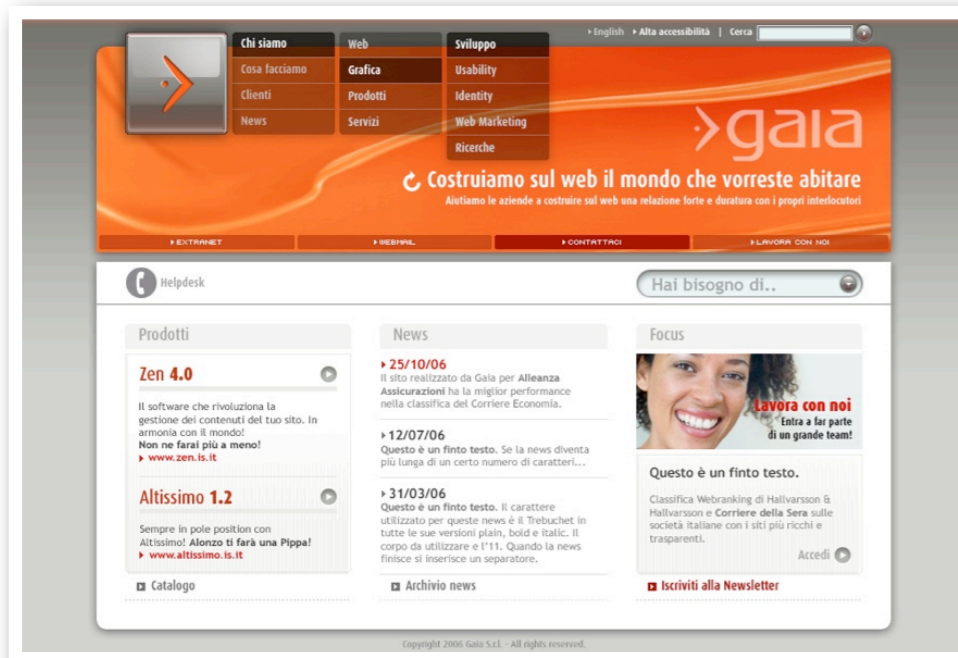 English Alta accessibilità | Cerca
Chi siamo
Cosa facciamo
Clienti
News
Web
Grafica
Prodotti
Servizi
Sviluppo
Usability
Identity
Web Marketing
Ricerche
gaia
Costruiamo sul web il mondo che vorreste abitare
Aiutiamo le aziende a costruire sul web una relazione forte e duratura con i propri interlocutori
EXTRANET
WEBMAIL
CONTATTACI
LAVORA CON NOI
Helpdesk
Hai bisogno di..
Prodotti
Zen 4.0
Il software che rivoluziona la
gestione dei contenuti del tuo sito. In
armonia con il mondo!
Non ne farai più a meno!
www.zen.is.it
Altissimo 1.2
Sempre in pole position con
Altissimo! Alonzo ti farà una Pippa!
www.altissimo.is.it
Catalogo
News
25/10/06
Il sito realizzato da Gaia per Alleanza
Assicurazioni ha la miglior performance
nella classifica del Corriere Economia.
12/07/06
Questo è un finto testo. Se la news diventa
più lunga di un certo numero di caratteri...
31/03/06
Questo è un finto testo. Il carattere
utilizzato per queste news è il Trebuchet in
tutte le sue versioni plain, bold e italic. Il
corpo da utilizzare e l'11. Quando la news
finisce si inserisce un separatore.
Archivio news
Focus
Lavora con noi
Entra a far parte
di un grande team!
Questo è un finto testo.
Classifica Webranking di Hallvarsson &
Hallvarsson e Corriere della Sera sulle
società italiane con i siti più ricchi e
trasparenti.
Accedi
Iscriviti alla Newsletter
Copyright 2006 Gaia S.r.l. - All rights reserved.